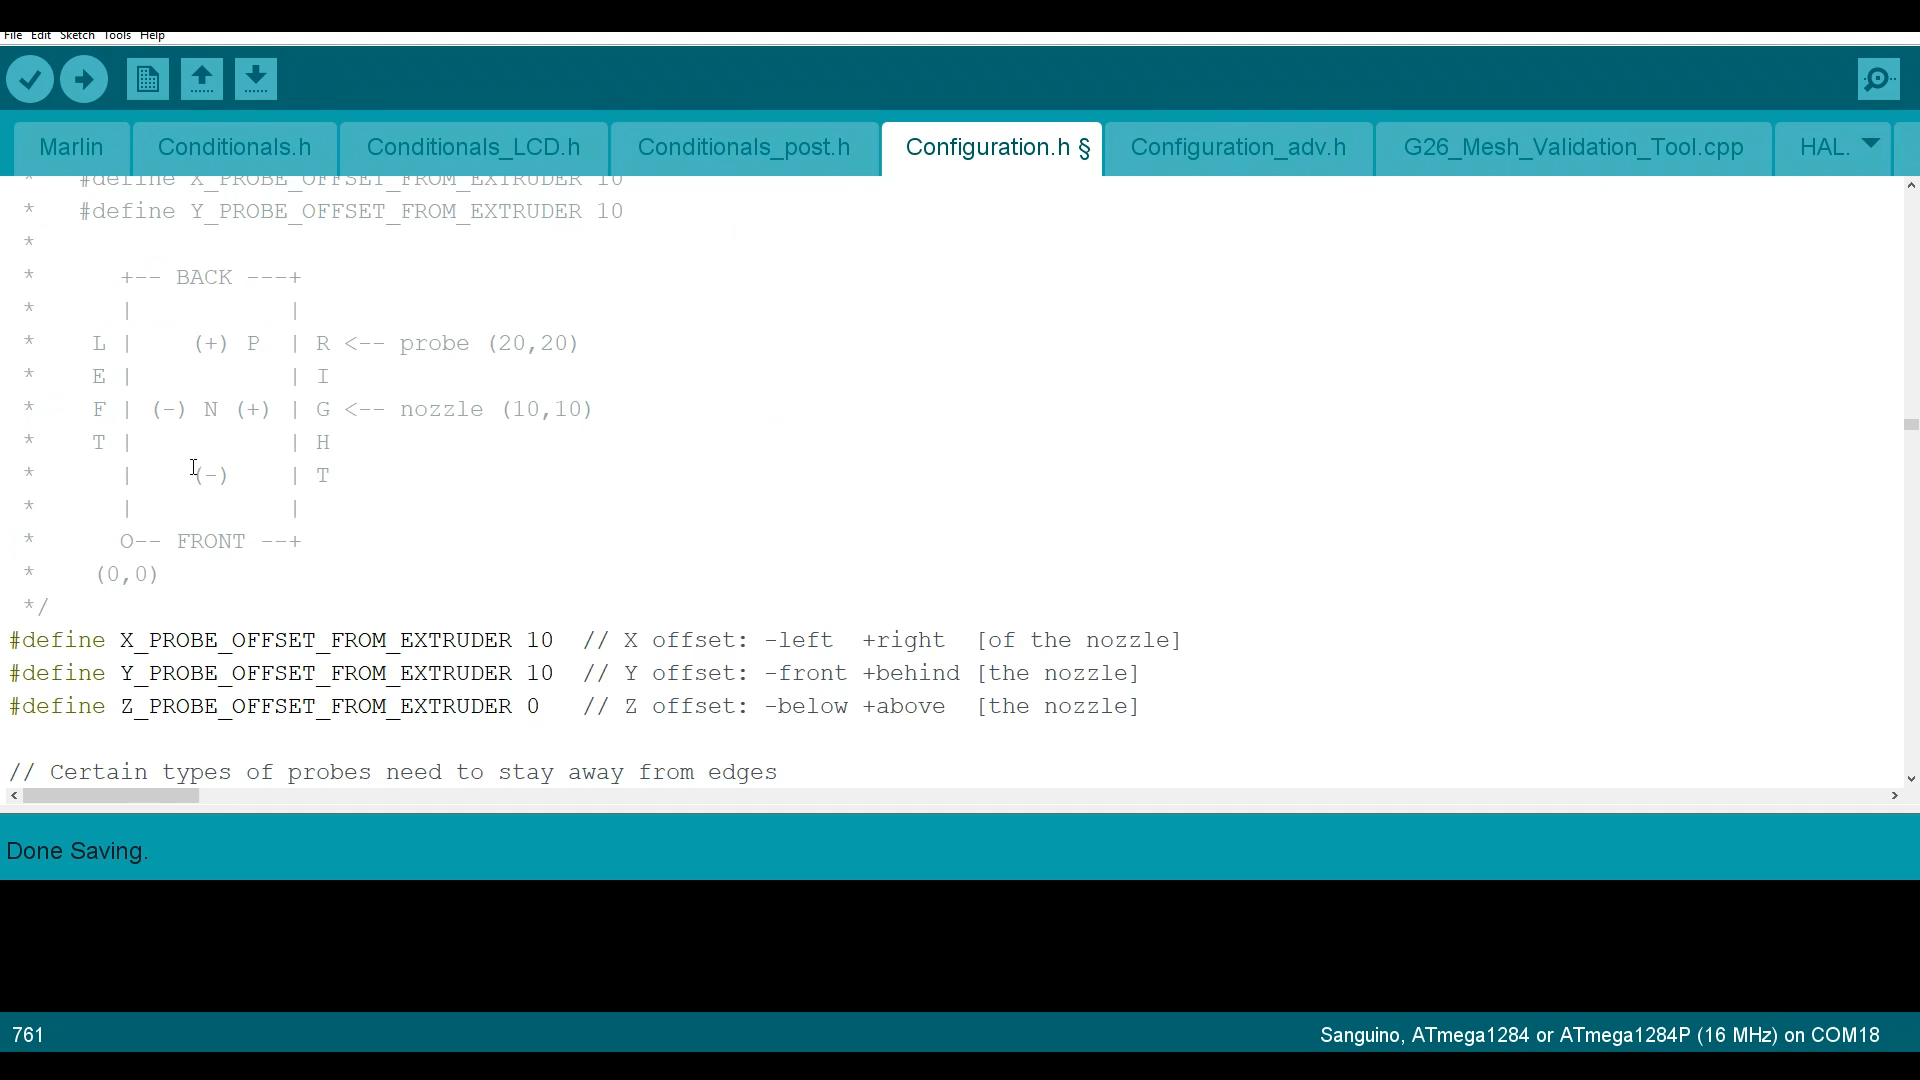 File Edit Sketch Tools Help
Marlin Conditionals.h Conditionals_LCD.h Conditionals_post.h Configuration.h § Configuration_adv.h G26_Mesh_Validation_Tool.cpp HAL.
* #define X_PROBE_OFFSET_FROM_EXTRUDER 10
* #define Y_PROBE_OFFSET_FROM_EXTRUDER 10
*
* +-- BACK ---+
* | |
* L | (+) P | R <-- probe (20,20)
* E | | I
* F | (-) N (+) | G <-- nozzle (10,10)
* T | | H
* | (-) | T
* | |
* O-- FRONT --+
* (0,0)
*/
#define X_PROBE_OFFSET_FROM_EXTRUDER 10 // X offset: -left +right [of the nozzle]
#define Y_PROBE_OFFSET_FROM_EXTRUDER 10 // Y offset: -front +behind [the nozzle]
#define Z_PROBE_OFFSET_FROM_EXTRUDER 0 // Z offset: -below +above [the nozzle]
// Certain types of probes need to stay away from edges
Done Saving.
761 Sanguino, ATmega1284 or ATmega1284P (16 MHz) on COM18